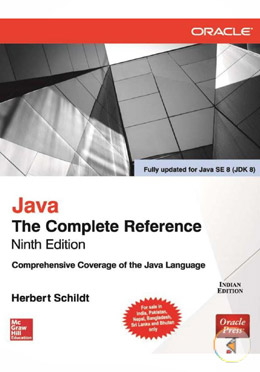 ORACLE®
Fully updated for Java SE 8 (JDK 8)
Java
The Complete Reference
Ninth Edition
Comprehensive Coverage of the Java Language
INDIAN
EDITION
Herbert Schildt
For sale in
India, Pakistan,
Nepal, Bangladesh,
Sri Lanka and Bhutan
only
Mc
Graw
Hill
Education
Oracle
Press